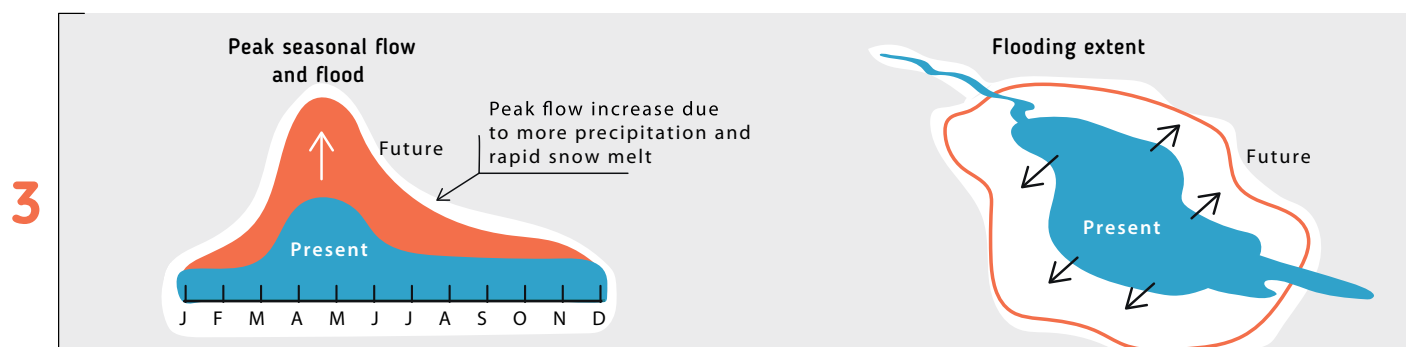 3
Peak seasonal flow
and flood
Peak flow increase due
to more precipitation and
rapid snow melt
Future
Present
J F M A M J J A S O N D
Flooding extent
Future
Present